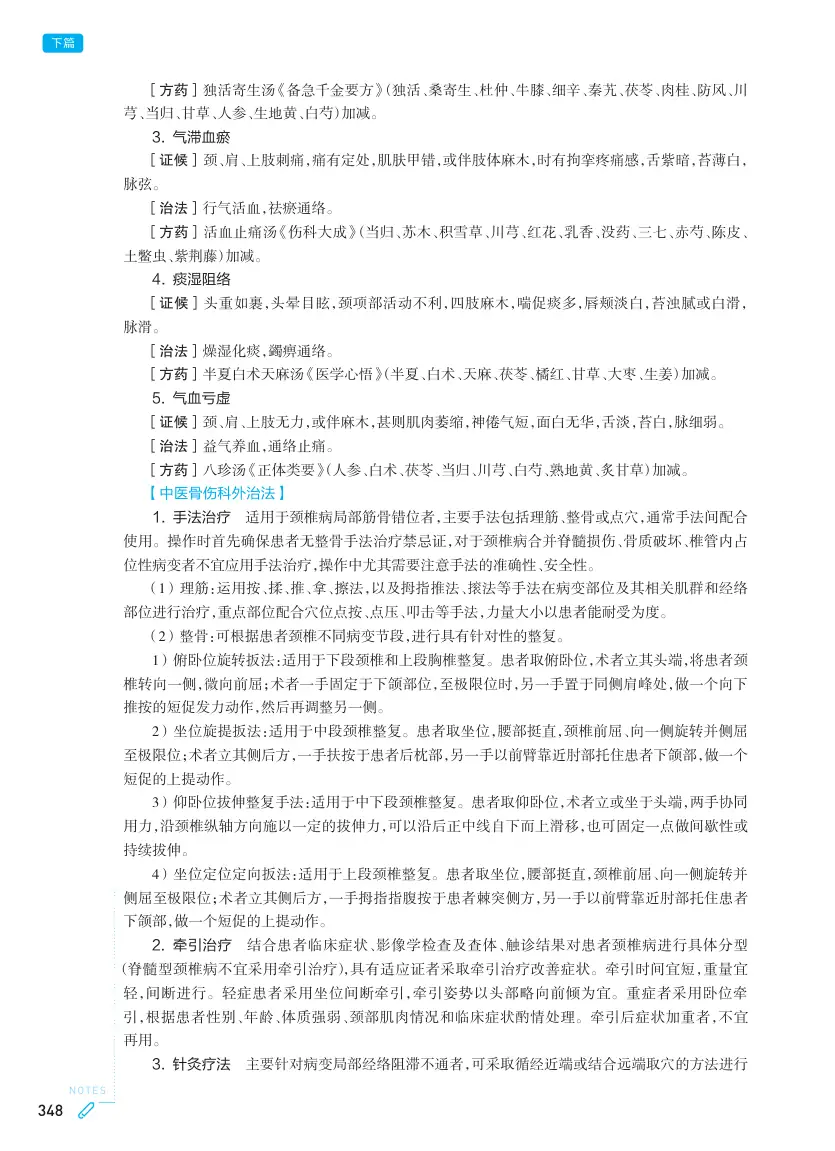 下篇
［方药］独活寄生汤《备急千金要方》（独活、桑寄生、杜仲、牛膝、细辛、秦艽、茯苓、肉桂、防风、川
芎、当归、甘草、人参、生地黄、白芍）加减。
3. 气滞血瘀
［证候］颈、肩、上肢刺痛，痛有定处，肌肤甲错，或伴肢体麻木，时有拘挛疼痛感，舌紫暗，苔薄白，
脉弦。
［治法］行气活血，祛瘀通络。
［方药］活血止痛汤《伤科大成》（当归、苏木、积雪草、川芎、红花、乳香、没药、三七、赤芍、陈皮、
土鳖虫、紫荆藤）加减。
4. 痰湿阻络
［证候］头重如裹，头晕目眩，颈项部活动不利，四肢麻木，喘促痰多，唇颊淡白，苔浊腻或白滑，
脉滑。
［治法］燥湿化痰，蠲痹通络。
［方药］半夏白术天麻汤《医学心悟》（半夏、白术、天麻、茯苓、橘红、甘草、大枣、生姜）加减。
5. 气血亏虚
［证候］颈、肩、上肢无力，或伴麻木，甚则肌肉萎缩，神倦气短，面白无华，舌淡，苔白，脉细弱。
［治法］益气养血，通络止痛。
［方药］八珍汤《正体类要》（人参、白术、茯苓、当归、川芎、白芍、熟地黄、炙甘草）加减。
【中医骨伤科外治法】
1. 手法治疗　适用于颈椎病局部筋骨错位者，主要手法包括理筋、整骨或点穴，通常手法间配合
使用。操作时首先确保患者无整骨手法治疗禁忌证，对于颈椎病合并脊髓损伤、骨质破坏、椎管内占
位性病变者不宜应用手法治疗，操作中尤其需要注意手法的准确性、安全性。
（1）理筋：运用按、揉、推、拿、擦法，以及拇指推法、㨰法等手法在病变部位及其相关肌群和经络
部位进行治疗，重点部位配合穴位点按、点压、叩击等手法，力量大小以患者能耐受为度。
（2）整骨：可根据患者颈椎不同病变节段，进行具有针对性的整复。
1）俯卧位旋转扳法：适用于下段颈椎和上段胸椎整复。患者取俯卧位，术者立其头端，将患者颈
椎转向一侧，微向前屈；术者一手固定于下颌部位，至极限位时，另一手置于同侧肩峰处，做一个向下
推按的短促发力动作，然后再调整另一侧。
2）坐位旋提扳法：适用于中段颈椎整复。患者取坐位，腰部挺直，颈椎前屈、向一侧旋转并侧屈
至极限位；术者立其侧后方，一手扶按于患者后枕部，另一手以前臂靠近肘部托住患者下颌部，做一个
短促的上提动作。
3）仰卧位拔伸整复手法：适用于中下段颈椎整复。患者取仰卧位，术者立或坐于头端，两手协同
用力，沿颈椎纵轴方向施以一定的拔伸力，可以沿后正中线自下而上滑移，也可固定一点做间歇性或
持续拔伸。
4）坐位定位定向扳法：适用于上段颈椎整复。患者取坐位，腰部挺直，颈椎前屈、向一侧旋转并
侧屈至极限位；术者立其侧后方，一手拇指指腹按于患者棘突侧方，另一手以前臂靠近肘部托住患者
下颌部，做一个短促的上提动作。
2. 牵引治疗　结合患者临床症状、影像学检查及查体、触诊结果对患者颈椎病进行具体分型
（脊髓型颈椎病不宜采用牵引治疗），具有适应证者采取牵引治疗改善症状。牵引时间宜短，重量宜
轻，间断进行。轻症患者采用坐位间断牵引，牵引姿势以头部略向前倾为宜。重症者采用卧位牵
引，根据患者性别、年龄、体质强弱、颈部肌肉情况和临床症状酌情处理。牵引后症状加重者，不宜
再用。
3. 针灸疗法　主要针对病变局部经络阻滞不通者，可采取循经近端或结合远端取穴的方法进行
NOTES
348